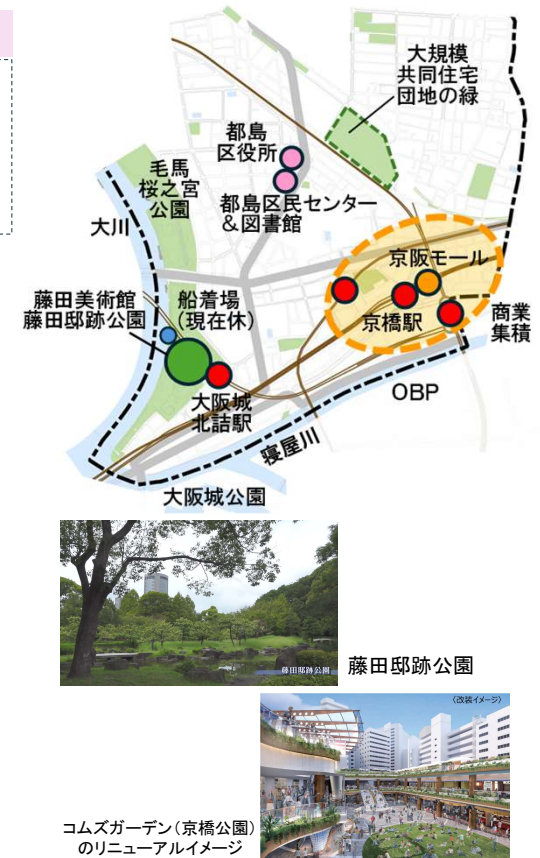 大規模
共同住宅
団地の緑
都島
区役所
毛馬
桜之宮
公園
都島区民センター
＆図書館
大川
京阪モール
藤田美術館
藤田邸跡公園
船着場
（現在休）
京橋駅
商業
集積
大阪城
北詰駅
OBP
寝屋川
大阪城公園
藤田邸跡公園
藤田邸跡公園
（改装イメージ）
コムズガーデン（京橋公園）
のリニューアルイメージ